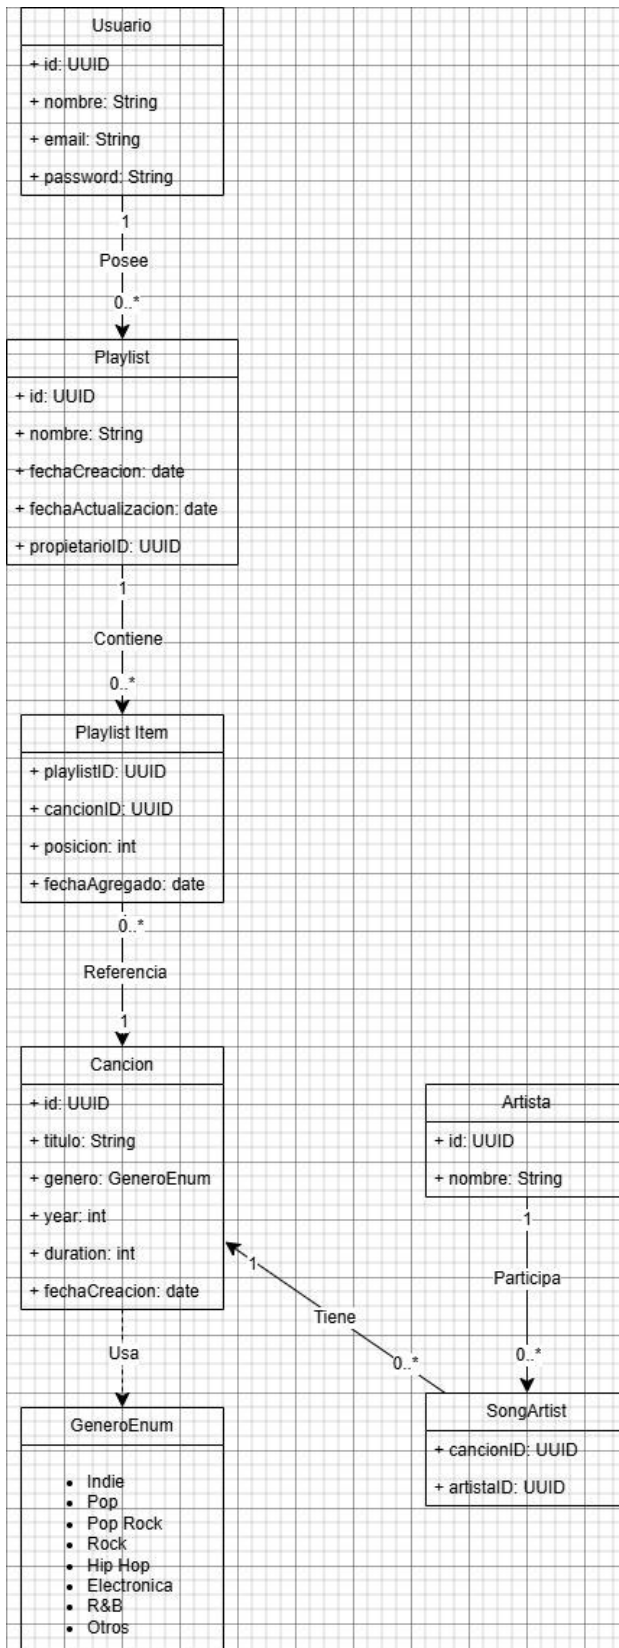 Usuario
+ id: UUID
+ nombre: String
+ email: String
+ password: String
1
Posee
0..*
Playlist
+ id: UUID
+ nombre: String
+ fechaCreacion: date
+ fechaActualizacion: date
+ propietarioID: UUID
1
Contiene
0..*
Playlist Item
+ playlistID: UUID
+ cancionID: UUID
+ posicion: int
+ fechaAgregado: date
0..*
Referencia
1
Cancion
+ id: UUID
+ titulo: String
+ genero: GeneroEnum
+ year: int
+ duration: int
+ fechaCreacion: date
Usa
GeneroEnum
• Indie
• Pop
• Pop Rock
• Rock
• Hip Hop
• Electronica
• R&B
• Otros
Artista
+ id: UUID
+ nombre: String
1
Participa
0..*
1
Tiene
0..*
SongArtist
+ cancionID: UUID
+ artistaID: UUID